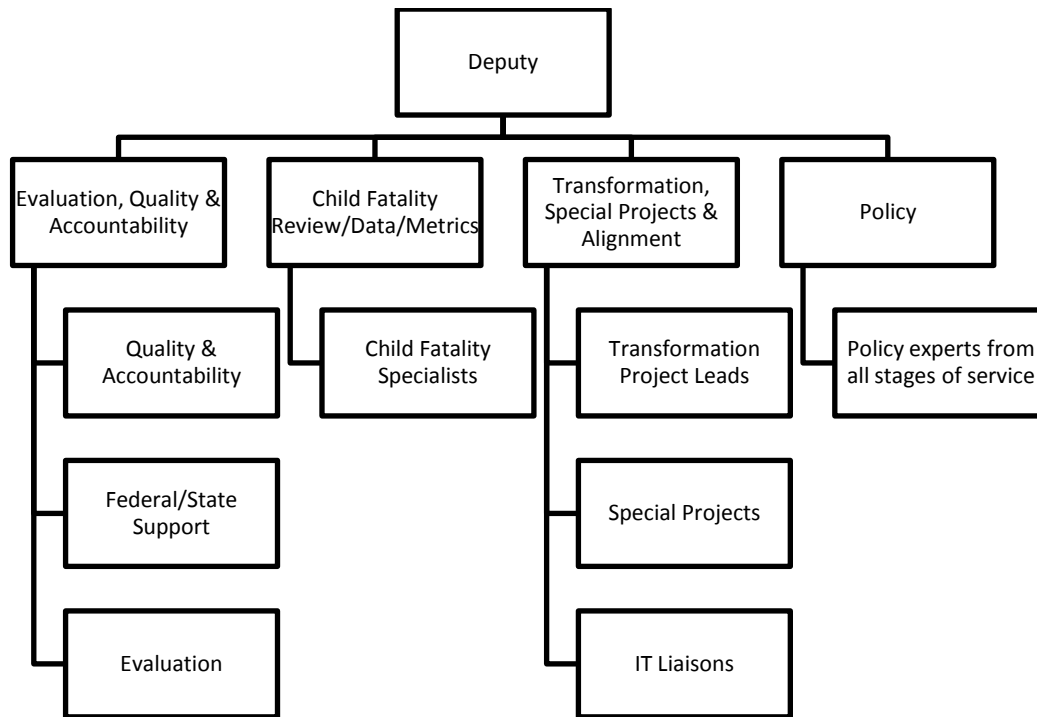 Deputy
Evaluation, Quality &
Accountability
Child Fatality
Review/Data/Metrics
Transformation,
Special Projects &
Alignment
Policy
Quality &
Accountability
Child Fatality
Specialists
Transformation
Project Leads
Policy experts from
all stages of service
Federal/State
Support
Special Projects
Evaluation
IT Liaisons